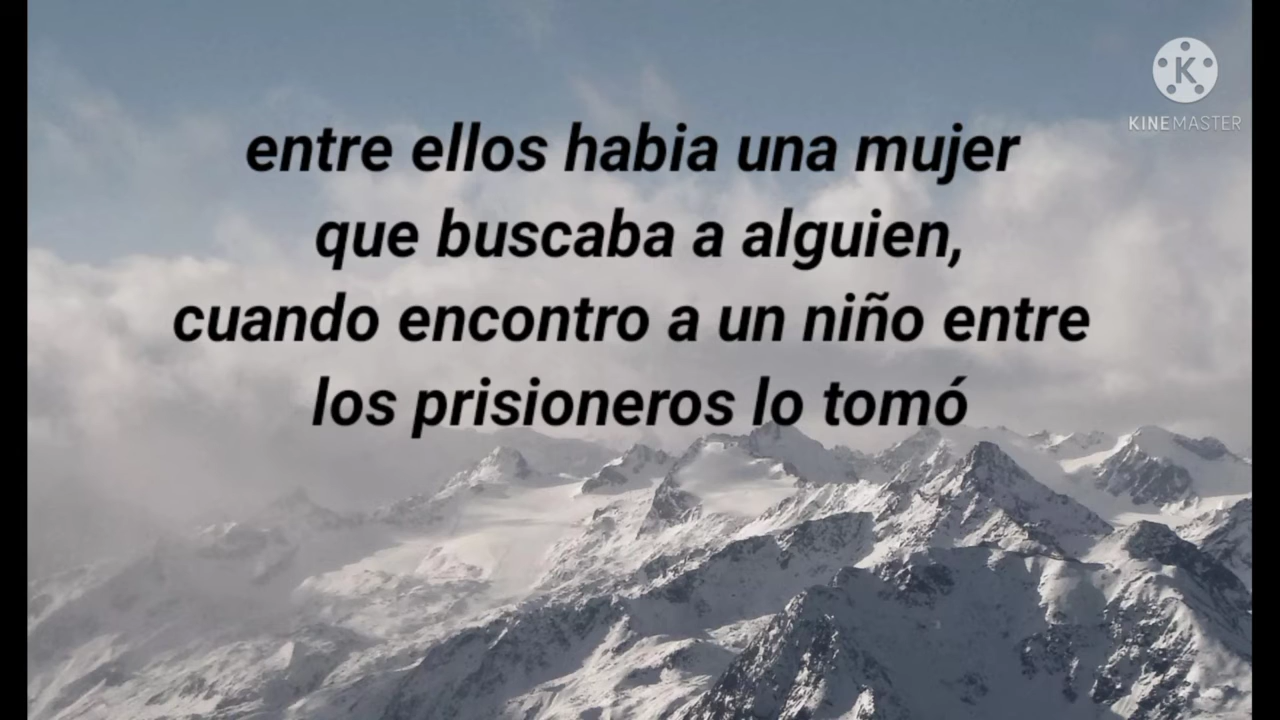 KINEMASTER
entre ellos habia una mujer
que buscaba a alguien,
cuando encontro a un niño entre
los prisioneros lo tomó